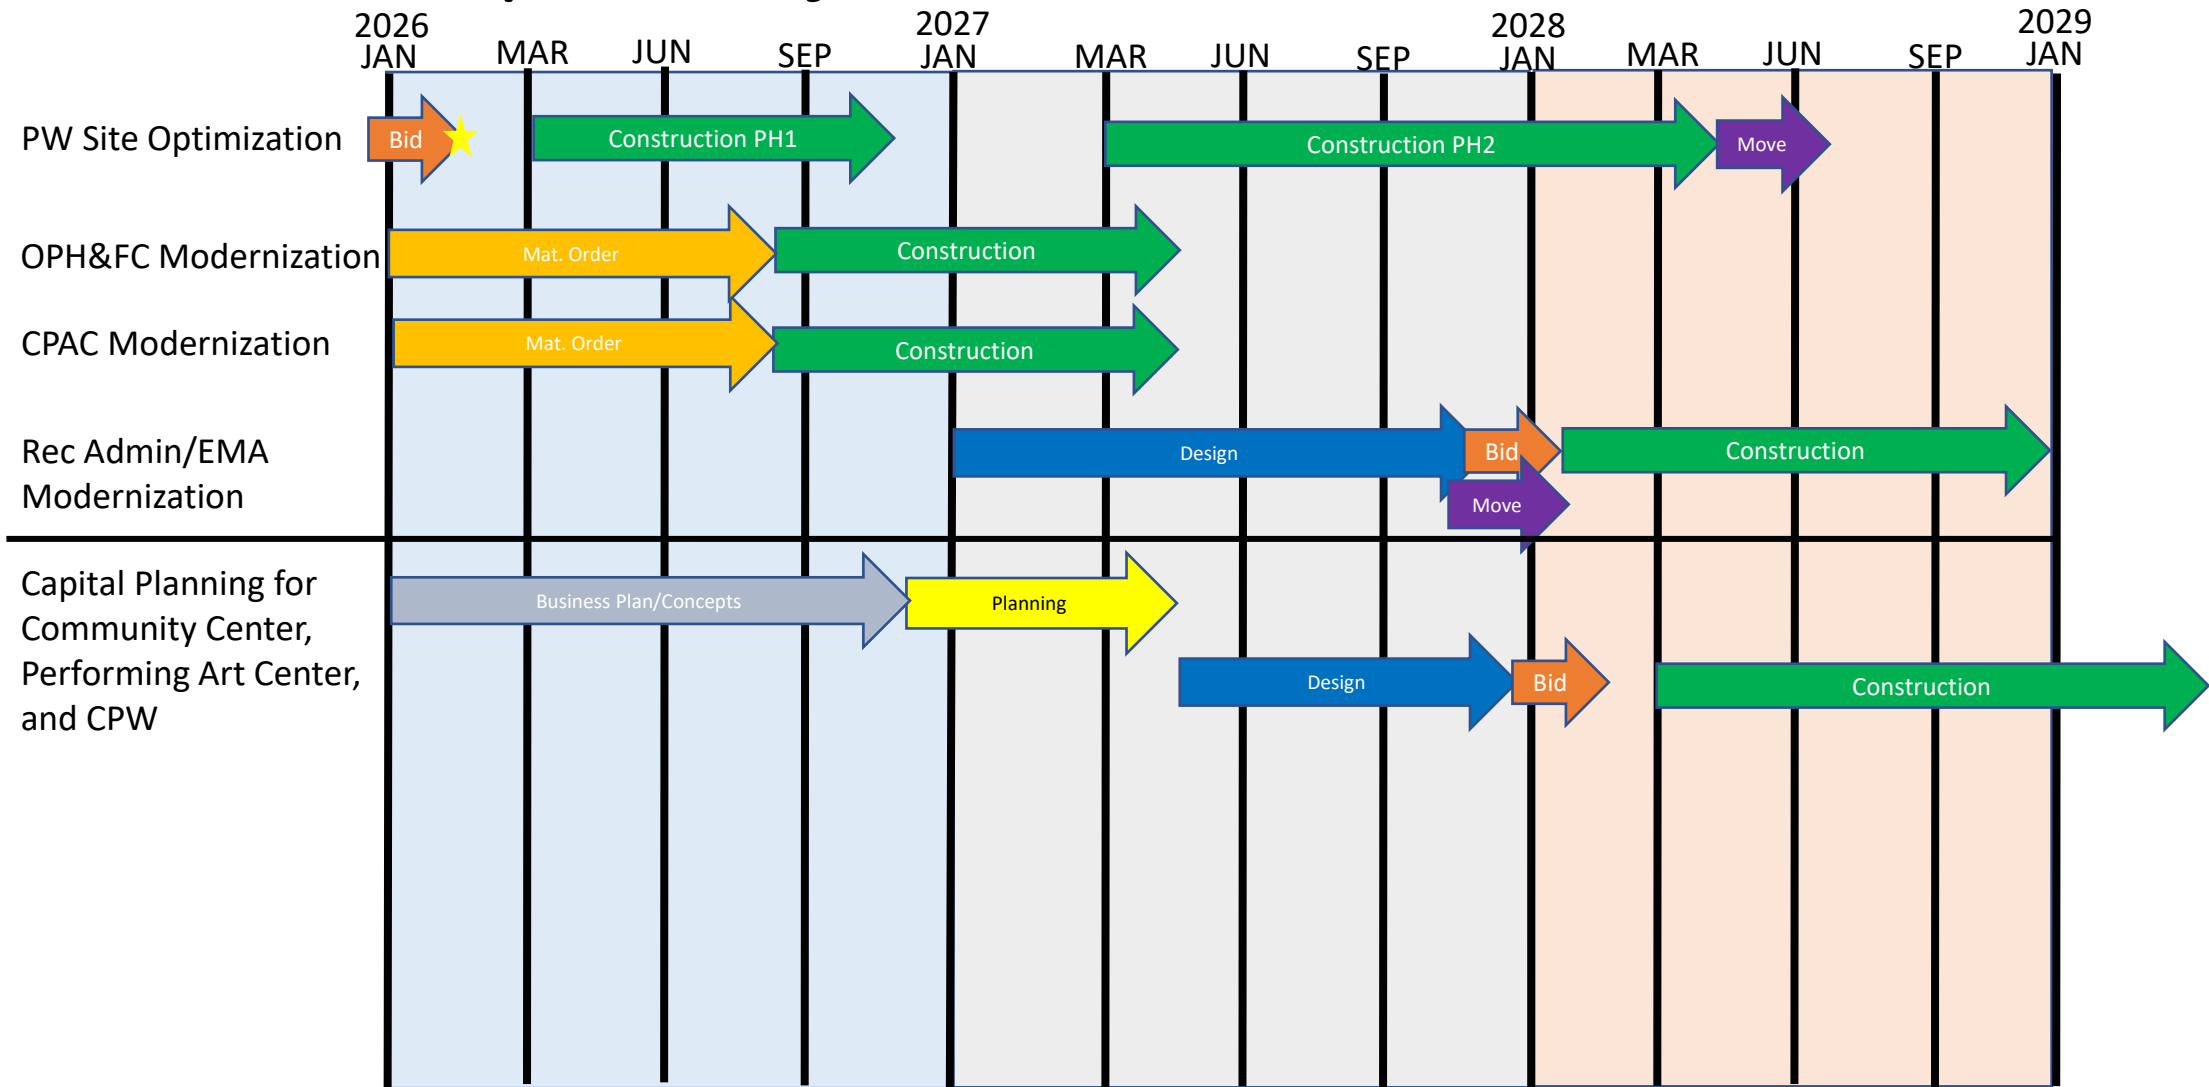 2026
2027
2028
2029
JAN
MAR
JUN
SEP
JAN
MAR
JUN
SEP
JAN
MAR
JUN
SEP
JAN
PW Site Optimization
Bid
Construction PH1
Construction PH2
Move
OPH&FC Modernization
Mat. Order
Construction
CPAC Modernization
Mat. Order
Construction
Rec Admin/EMA
Modernization
Design
Bid
Construction
Move
Capital Planning for
Community Center,
Performing Art Center,
and CPW
Business Plan/Concepts
Planning
Design
Bid
Construction